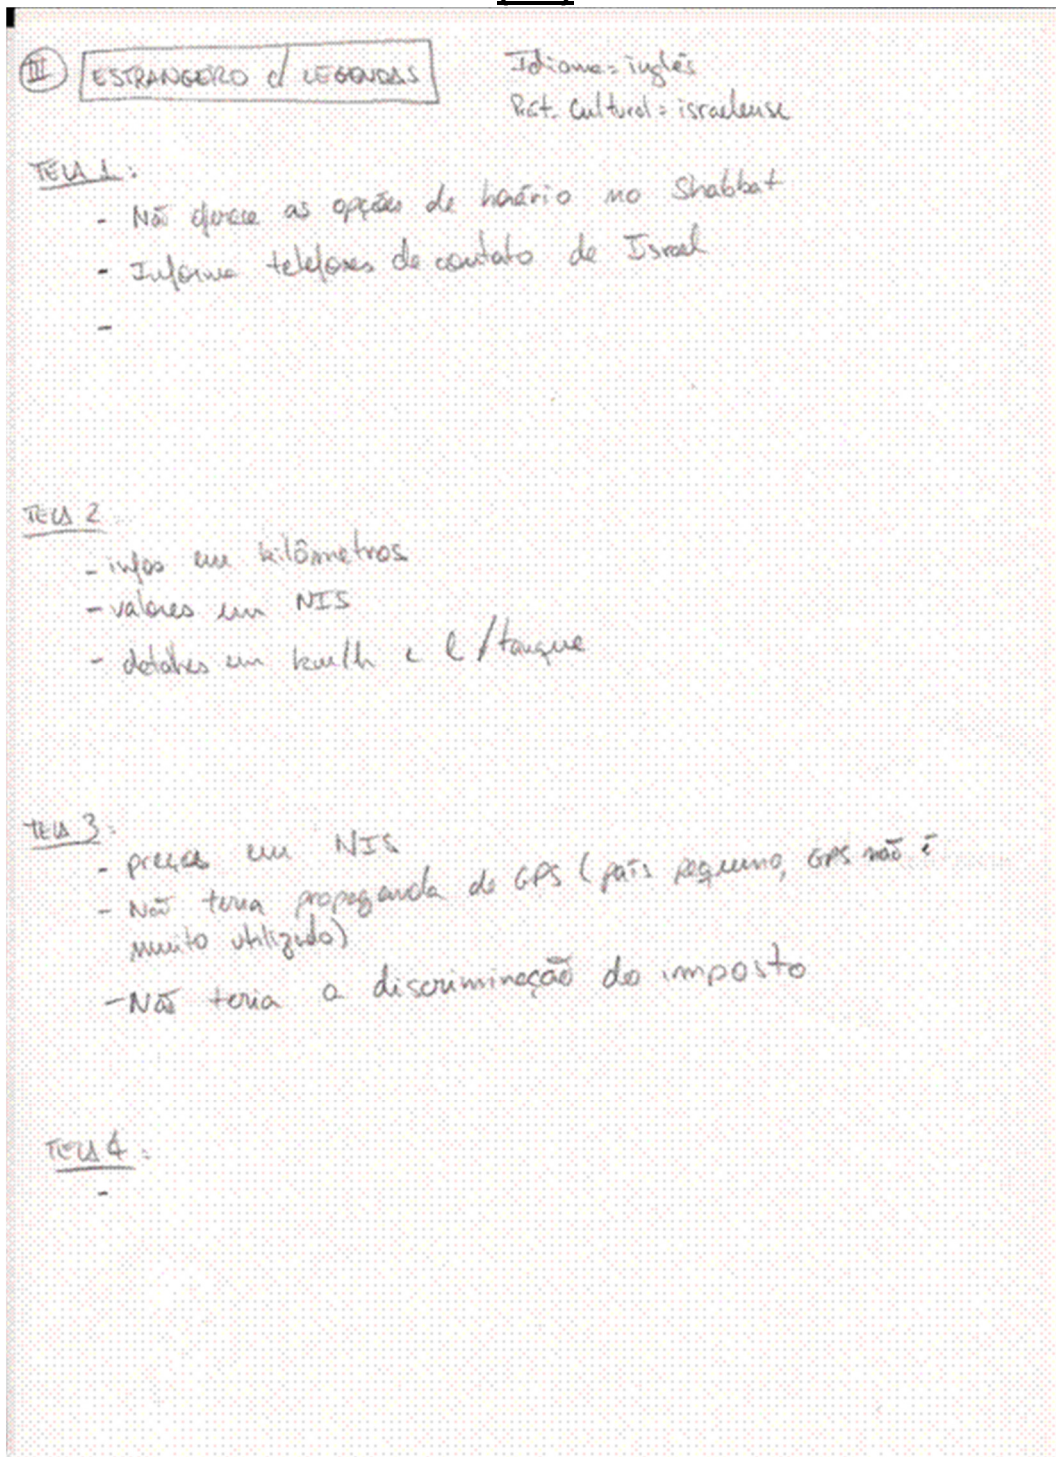 III ESTRANGEIRO c/ LEGENDAS
Idioma = inglês
Prát. Cultural = israelense
TELA 1:
- Não oferece as opções de horário no Shabbat
- Informa telefones de contato de Israel
-
TELA 2
- infos em kilômetros
- valores em NIS
- detalhes em km/h e l/tanque
TELA 3:
- preços em NIS
- Não teria propaganda do GPS (país pequeno, GPS não é
muito utilizado)
- Não teria a discriminação do imposto
TELA 4:
-